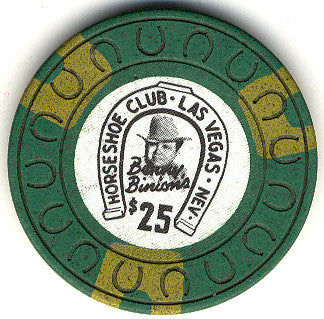 HORSESHOE CLUB · LAS VEGAS · NEV·
Benny
Binion's
$25